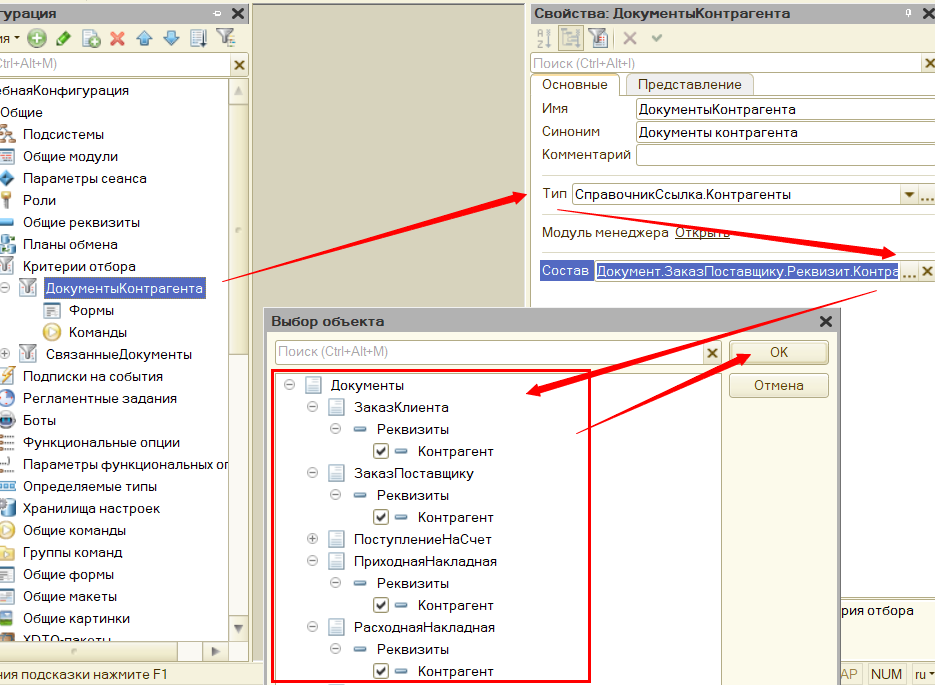 гурация
ия
Ctrl+Alt+M)
ебнаяКонфигурация
Общие
Подсистемы
Общие модули
Параметры сеанса
Роли
Общие реквизиты
Планы обмена
Критерии отбора
ДокументыКонтрагента
Формы
Команды
СвязанныеДокументы
Подписки на события
Регламентные задания
Боты
Функциональные опции
Параметры функциональных оп
Определяемые типы
Хранилища настроек
Общие команды
Группы команд
Общие формы
Общие макеты
Общие картинки
XDTO-пакеты
ния подсказки нажмите F1
Свойства: ДокументыКонтрагента
Поиск (Ctrl+Alt+I)
Основные
Представление
Имя ДокументыКонтрагента
Синоним Документы контрагента
Комментарий
Тип СправочникСсылка.Контрагенты
Модуль менеджера Открыть
Состав Документ.ЗаказПоставщику.Реквизит.Контра
Выбор объекта
Поиск (Ctrl+Alt+M)
OK
Отмена
Документы
ЗаказКлиента
Реквизиты
Контрагент
ЗаказПоставщику
Реквизиты
Контрагент
ПоступлениеНаСчет
ПриходнаяНакладная
Реквизиты
Контрагент
РасходнаяНакладная
Реквизиты
Контрагент
рия отбора
AP NUM ru